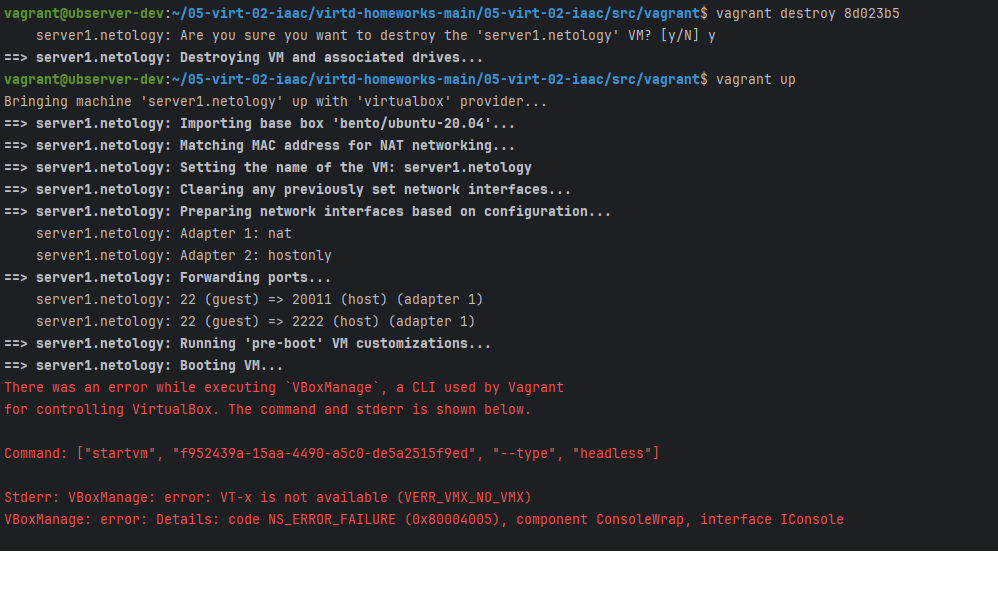 vagrant@ubserver-dev:~/05-virt-02-iaac/virtd-homeworks-main/05-virt-02-iaac/src/vagrant$ vagrant destroy 8d023b5
    server1.netology: Are you sure you want to destroy the 'server1.netology' VM? [y/N] y
==> server1.netology: Destroying VM and associated drives...
vagrant@ubserver-dev:~/05-virt-02-iaac/virtd-homeworks-main/05-virt-02-iaac/src/vagrant$ vagrant up
Bringing machine 'server1.netology' up with 'virtualbox' provider...
==> server1.netology: Importing base box 'bento/ubuntu-20.04'...
==> server1.netology: Matching MAC address for NAT networking...
==> server1.netology: Setting the name of the VM: server1.netology
==> server1.netology: Clearing any previously set network interfaces...
==> server1.netology: Preparing network interfaces based on configuration...
    server1.netology: Adapter 1: nat
    server1.netology: Adapter 2: hostonly
==> server1.netology: Forwarding ports...
    server1.netology: 22 (guest) => 20011 (host) (adapter 1)
    server1.netology: 22 (guest) => 2222 (host) (adapter 1)
==> server1.netology: Running 'pre-boot' VM customizations...
==> server1.netology: Booting VM...
There was an error while executing `VBoxManage`, a CLI used by Vagrant
for controlling VirtualBox. The command and stderr is shown below.
Command: ["startvm", "f952439a-15aa-4490-a5c0-de5a2515f9ed", "--type", "headless"]
Stderr: VBoxManage: error: VT-x is not available (VERR_VMX_NO_VMX)
VBoxManage: error: Details: code NS_ERROR_FAILURE (0x80004005), component ConsoleWrap, interface IConsole